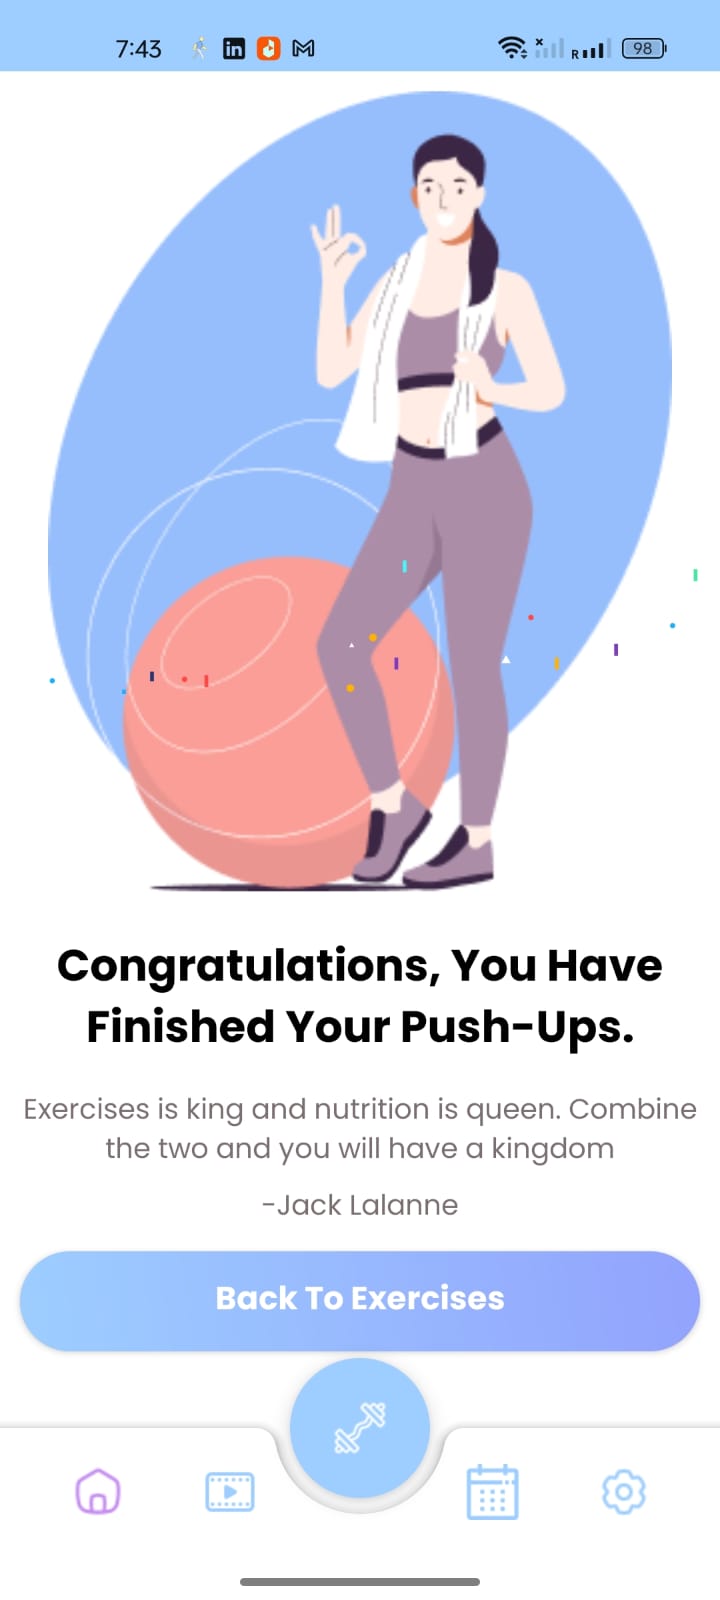 7:43
in
R
98
Congratulations, You Have
Finished Your Push-Ups.
Exercises is king and nutrition is queen. Combine
the two and you will have a kingdom
-Jack Lalanne
Back To Exercises